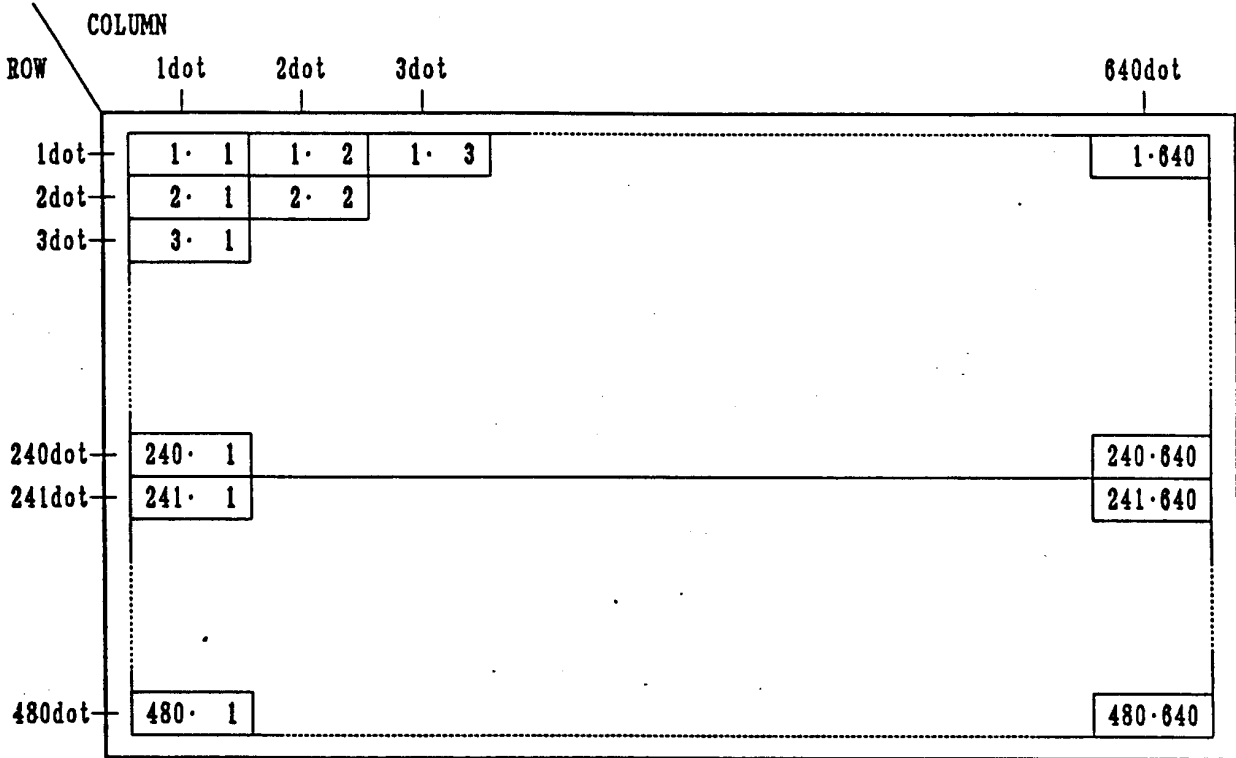 COLUMN
ROW 1dot 2dot 3dot 640dot
1dot 1· 1 1· 2 1· 3 1·640
2dot 2· 1 2· 2
3dot 3· 1
240dot 240· 1 240·640
241dot 241· 1 241·640
480dot 480· 1 480·640